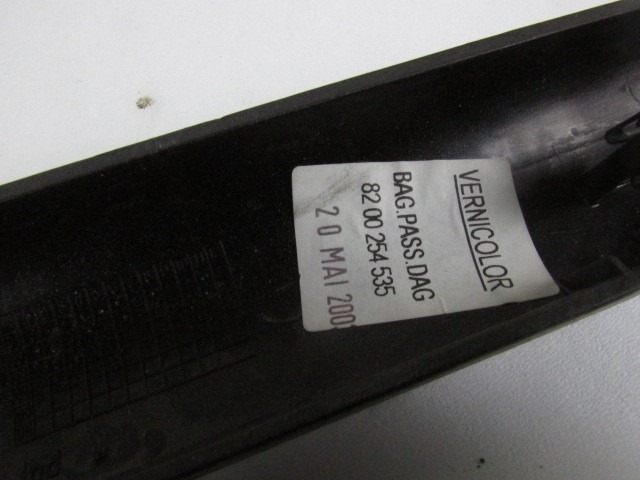 VERNICOLOR
BAG.PASS.DAG
82 00 254 535
20 MAI